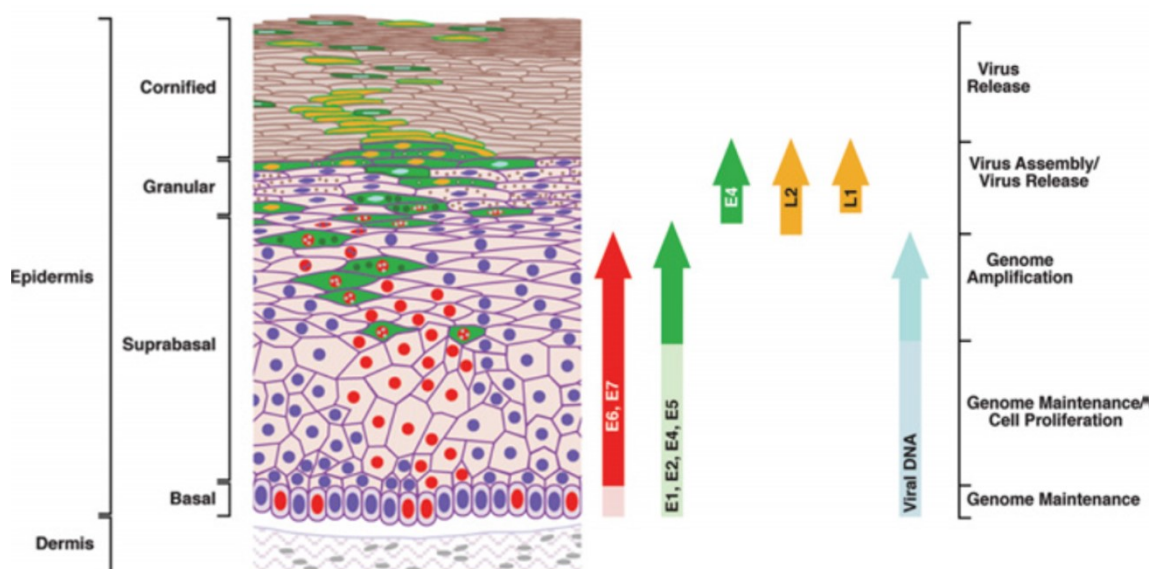 Epidermis
Dermis
Cornified
Granular
Suprabasal
Basal
E6, E7
E1, E2, E4, E5
E4
L2
L1
Viral DNA
Virus
Release
Virus Assembly/
Virus Release
Genome
Amplification
Genome Maintenance/
Cell Proliferation
Genome Maintenance